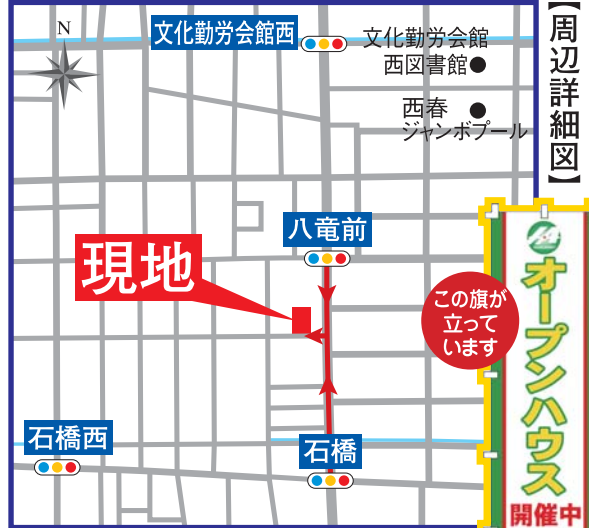 【周辺詳細図】
N
文化勤労会館西
文化勤労会館
西図書館
西春
ジャンボプール
八竜前
現地
この旗が
立って
います
オープンハウス
開催中
石橋西
石橋